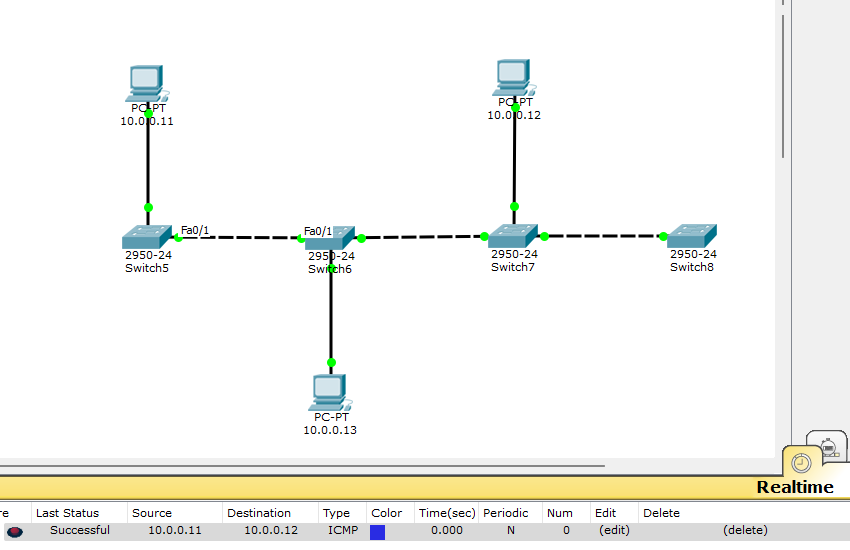 PC-PT
10.0.0.11
PC-PT
10.0.0.12
Fa0/1
Fa0/1
2950-24
Switch5
2950-24
Switch6
2950-24
Switch7
2950-24
Switch8
PC-PT
10.0.0.13
Realtime
re Last Status Source Destination Type Color Time(sec) Periodic Num Edit Delete
Successful 10.0.0.11 10.0.0.12 ICMP 0.000 N 0 (edit) (delete)